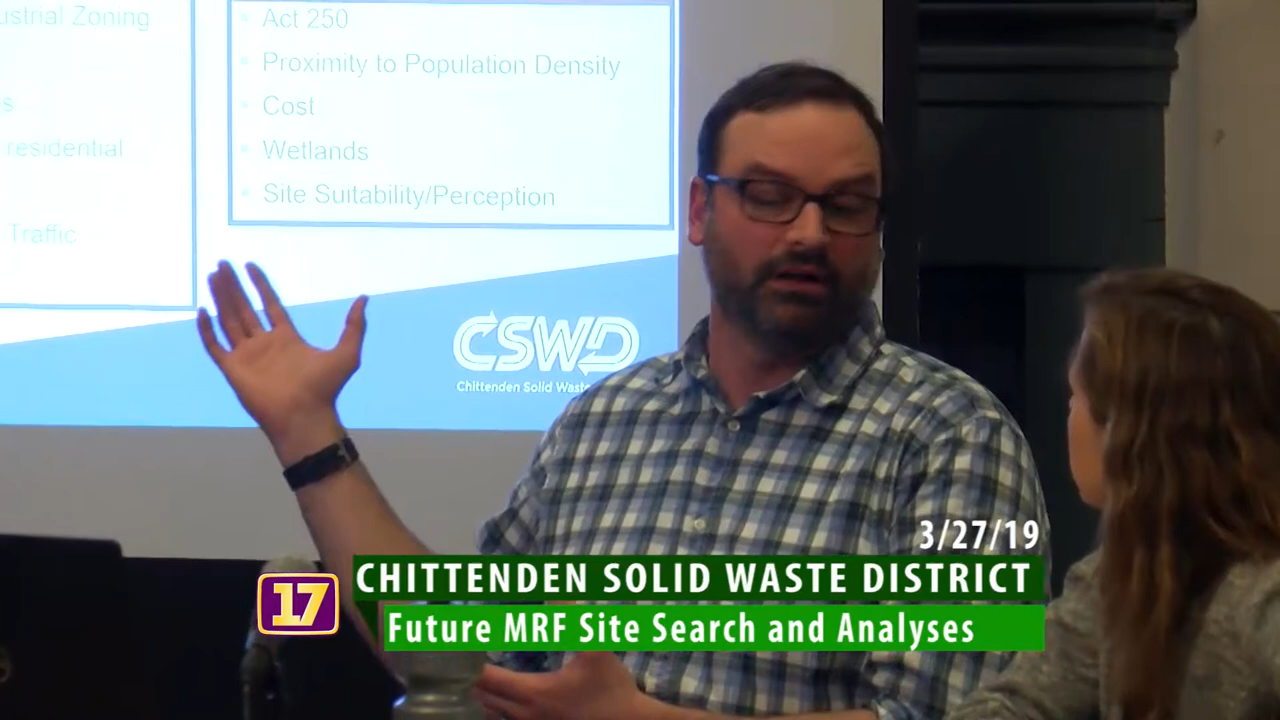 ustrial Zoning
s
residential
Traffic
• Act 250
• Proximity to Population Density
• Cost
• Wetlands
• Site Suitability/Perception
CSWD
Chittenden Solid Waste
3/27/19
17
CHITTENDEN SOLID WASTE DISTRICT
Future MRF Site Search and Analyses